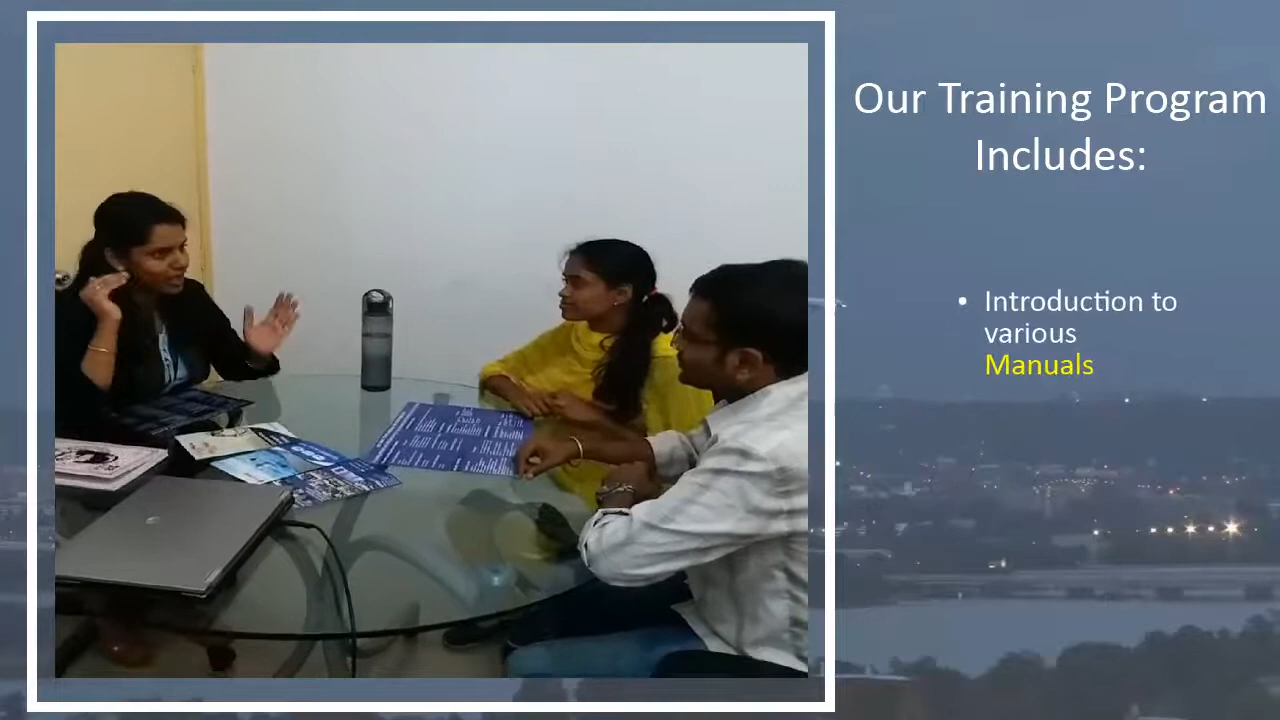 Our Training Program
Includes:
• Introduction to
various
Manuals